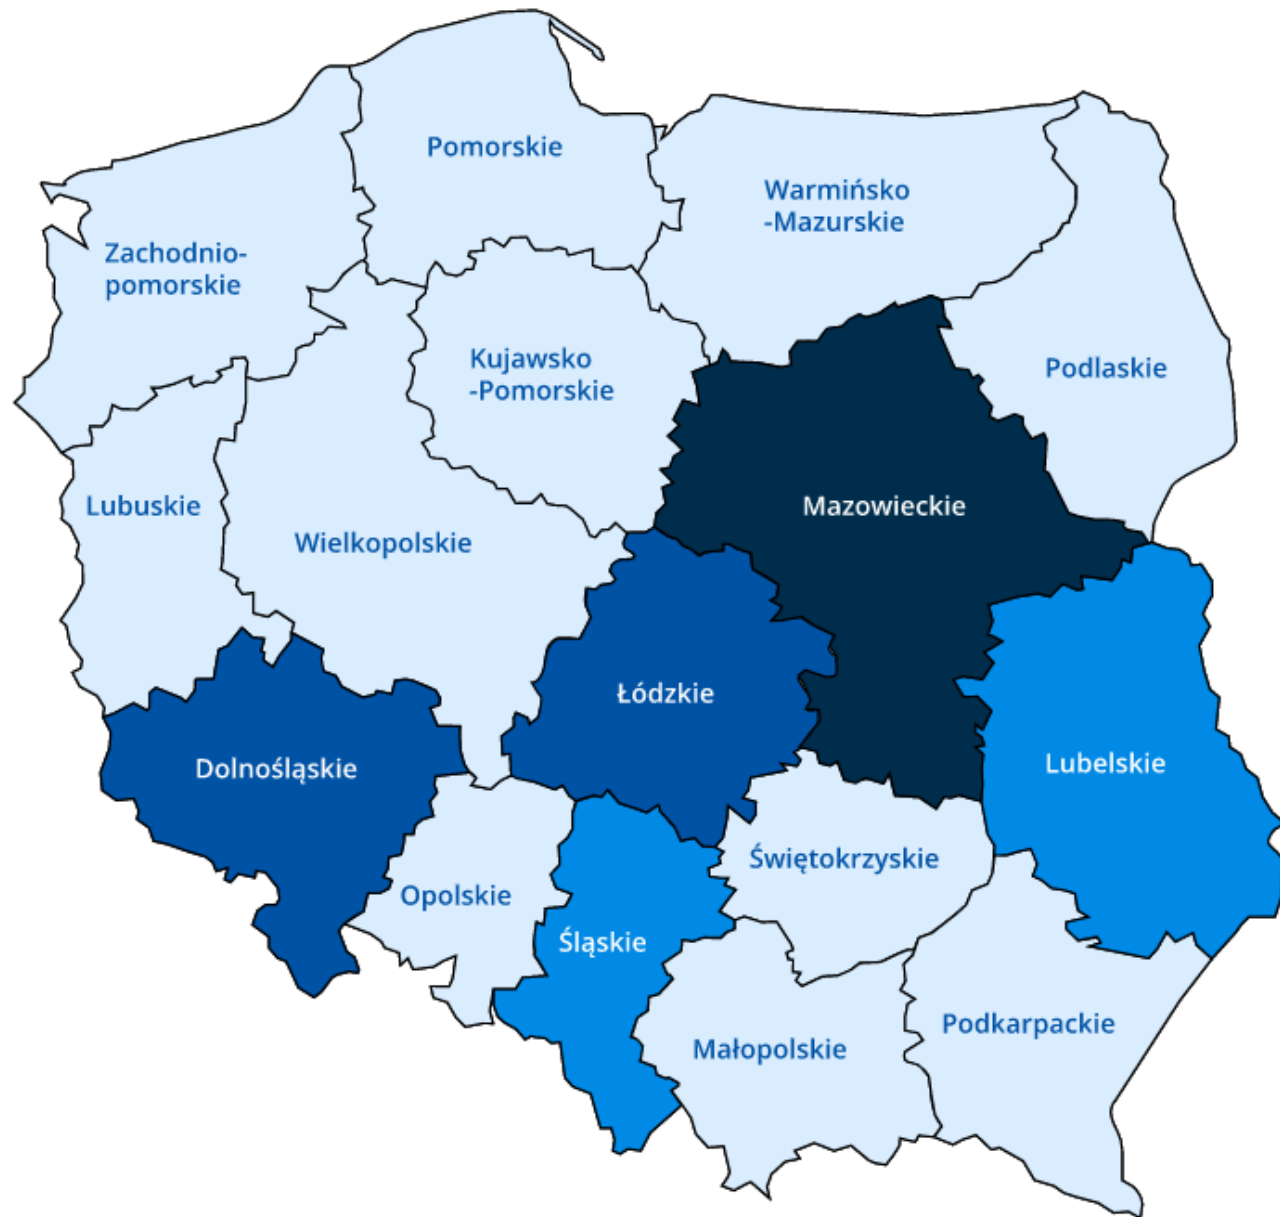 Pomorskie
Warmińsko
-Mazurskie
Zachodnio-
pomorskie
Kujawsko
-Pomorskie
Podlaskie
Lubuskie
Mazowieckie
Wielkopolskie
Łódzkie
Dolnośląskie
Lubelskie
Świętokrzyskie
Opolskie
Śląskie
Podkarpackie
Małopolskie